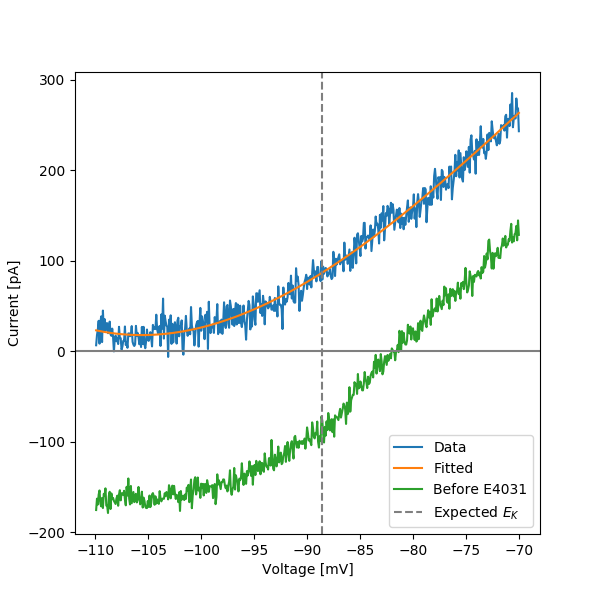 300
200
100
0
−100
−200
Current [pA]
−110 −105 −100 −95 −90 −85 −80 −75 −70
Voltage [mV]
Data
Fitted
Before E4031
Expected E_K